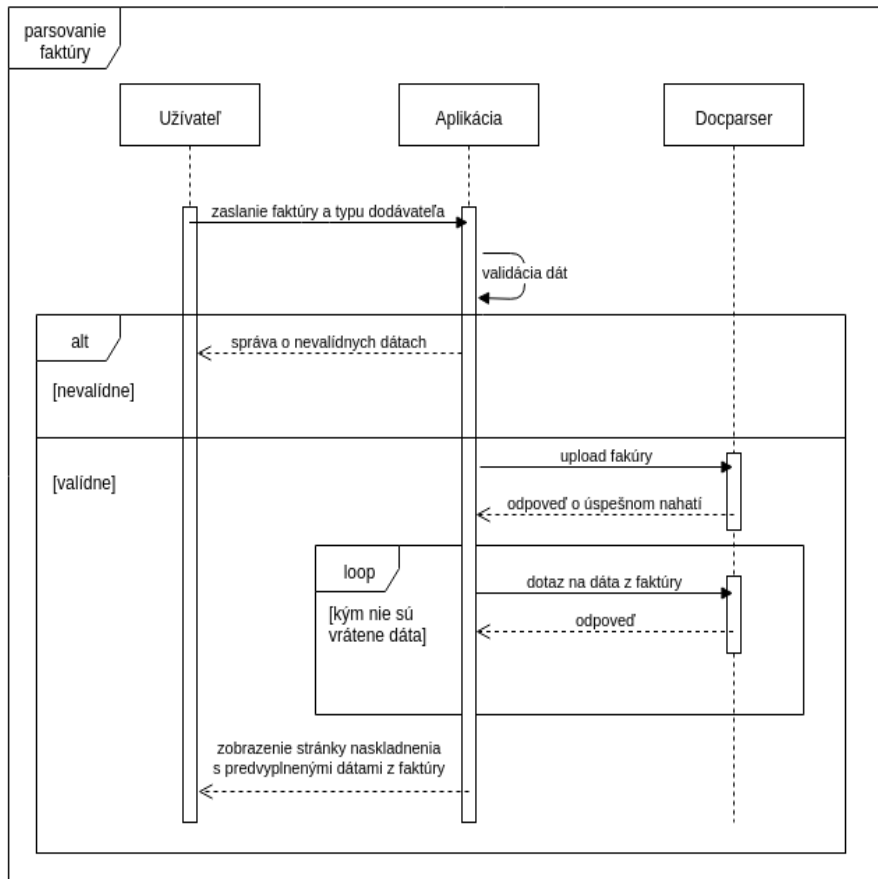 parsovanie
faktúry
Užívateľ
Aplikácia
Docparser
zaslanie faktúry a typu dodávateľa
validácia dát
alt
správa o nevalídnych dátach
[nevalídne]
[valídne]
upload fakúry
odpoveď o úspešnom nahatí
loop
dotaz na dáta z faktúry
[kým nie sú
vrátene dáta]
odpoveď
zobrazenie stránky naskladnenia
s predvyplnenými dátami z faktúry